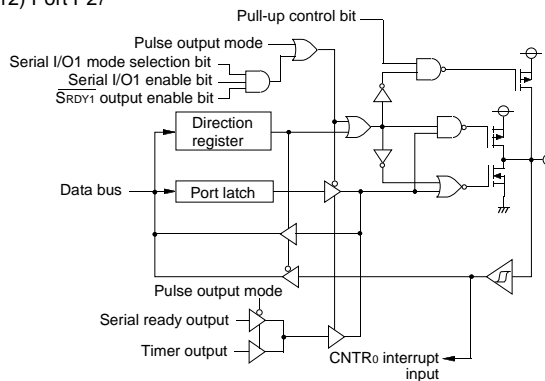 12) Port P27
Pull-up control bit
Pulse output mode
Serial I/O1 mode selection bit
Serial I/O1 enable bit
SRDY1 output enable bit
Direction
register
Data bus
Port latch
Pulse output mode
Serial ready output
Timer output
CNTR0 interrupt
input